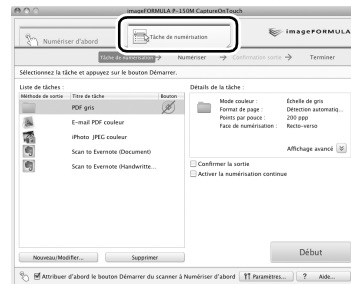 imageFORMULA P-150M CaptureOnTouch
Numériser d'abord
Tâche de numérisation
imageFORMULA
Tâche de numérisation
Numériser
Confirmation sortie
Terminer
Sélectionnez la tâche et appuyez sur le bouton Démarrer.
Liste de tâches :
Méthode de sortie Titre de tâche Bouton
PDF gris
E-mail PDF couleur
iPhoto JPEG couleur
Scan to Evernote (Document)
Scan to Evernote (Handwritte...
Nouveau/Modifier...
Supprimer
Détails de la tâche :
Mode couleur : Echelle de gris
Format de page : Détection automatiq...
Points par pouce : 200 ppp
Face de numérisation : Recto-verso
Affichage avancé
Confirmer la sortie
Activer la numérisation continue
Début
Attribuer d'abord le bouton Démarrer du scanner à Numériser d'abord
Paramètres...
? Aide...